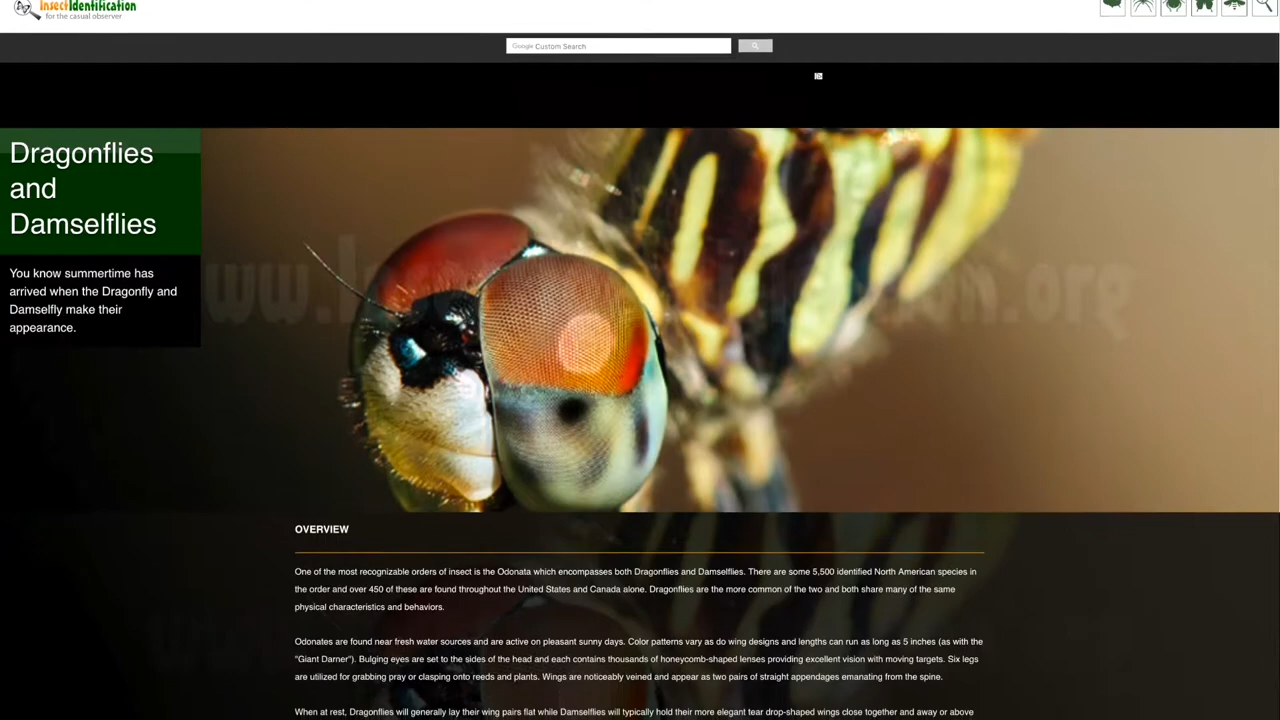 InsectIdentification
for the casual observer
Google Custom Search
Dragonflies
and
Damselflies
You know summertime has
arrived when the Dragonfly and
Damselfly make their
appearance.
OVERVIEW
One of the most recognizable orders of insect is the Odonata which encompasses both Dragonflies and Damselflies. There are some 5,500 identified North American species in
the order and over 450 of these are found throughout the United States and Canada alone. Dragonflies are the more common of the two and both share many of the same
physical characteristics and behaviors.
Odonates are found near fresh water sources and are active on pleasant sunny days. Color patterns vary as do wing designs and lengths can run as long as 5 inches (as with the
"Giant Darner"). Bulging eyes are set to the sides of the head and each contains thousands of honeycomb-shaped lenses providing excellent vision with moving targets. Six legs
are utilized for grabbing pray or clasping onto reeds and plants. Wings are noticeably veined and appear as two pairs of straight appendages emanating from the spine.
When at rest, Dragonflies will generally lay their wing pairs flat while Damselflies will typically hold their more elegant tear drop-shaped wings close together and away or above